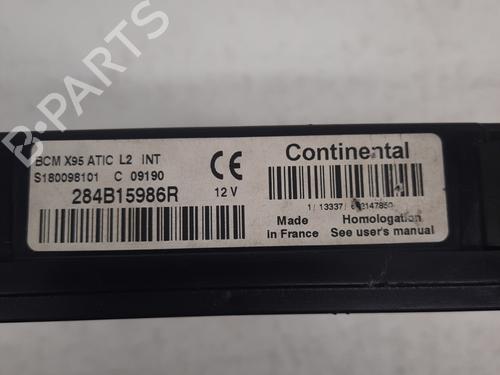 BCM X95 ATIC L2 INT
S180098101 C 09190
284B15986R
CE
12 V
Continental
Made in France
Homologation
See user's manual
B-PARTS